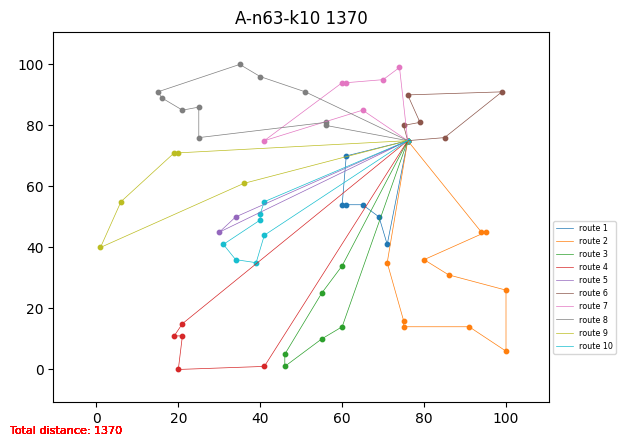 A-n63-k10 1370
100
80
60
40
20
0
0 20 40 60 80 100
route 1
route 2
route 3
route 4
route 5
route 6
route 7
route 8
route 9
route 10
Total distance: 1370